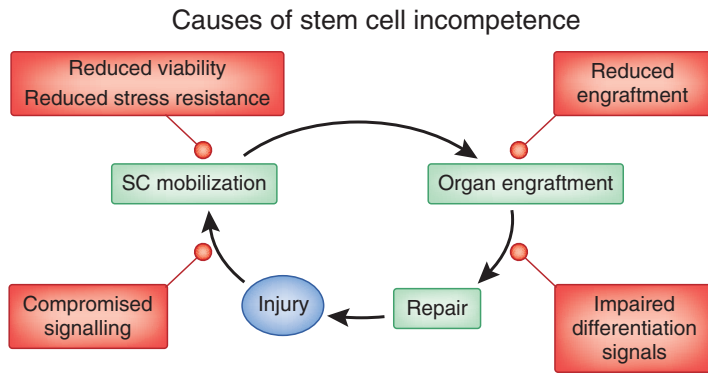 Causes of stem cell incompetence
Reduced viability
Reduced stress resistance
Reduced
engraftment
SC mobilization
Organ engraftment
Compromised
signalling
Injury
Repair
Impaired
differentiation
signals